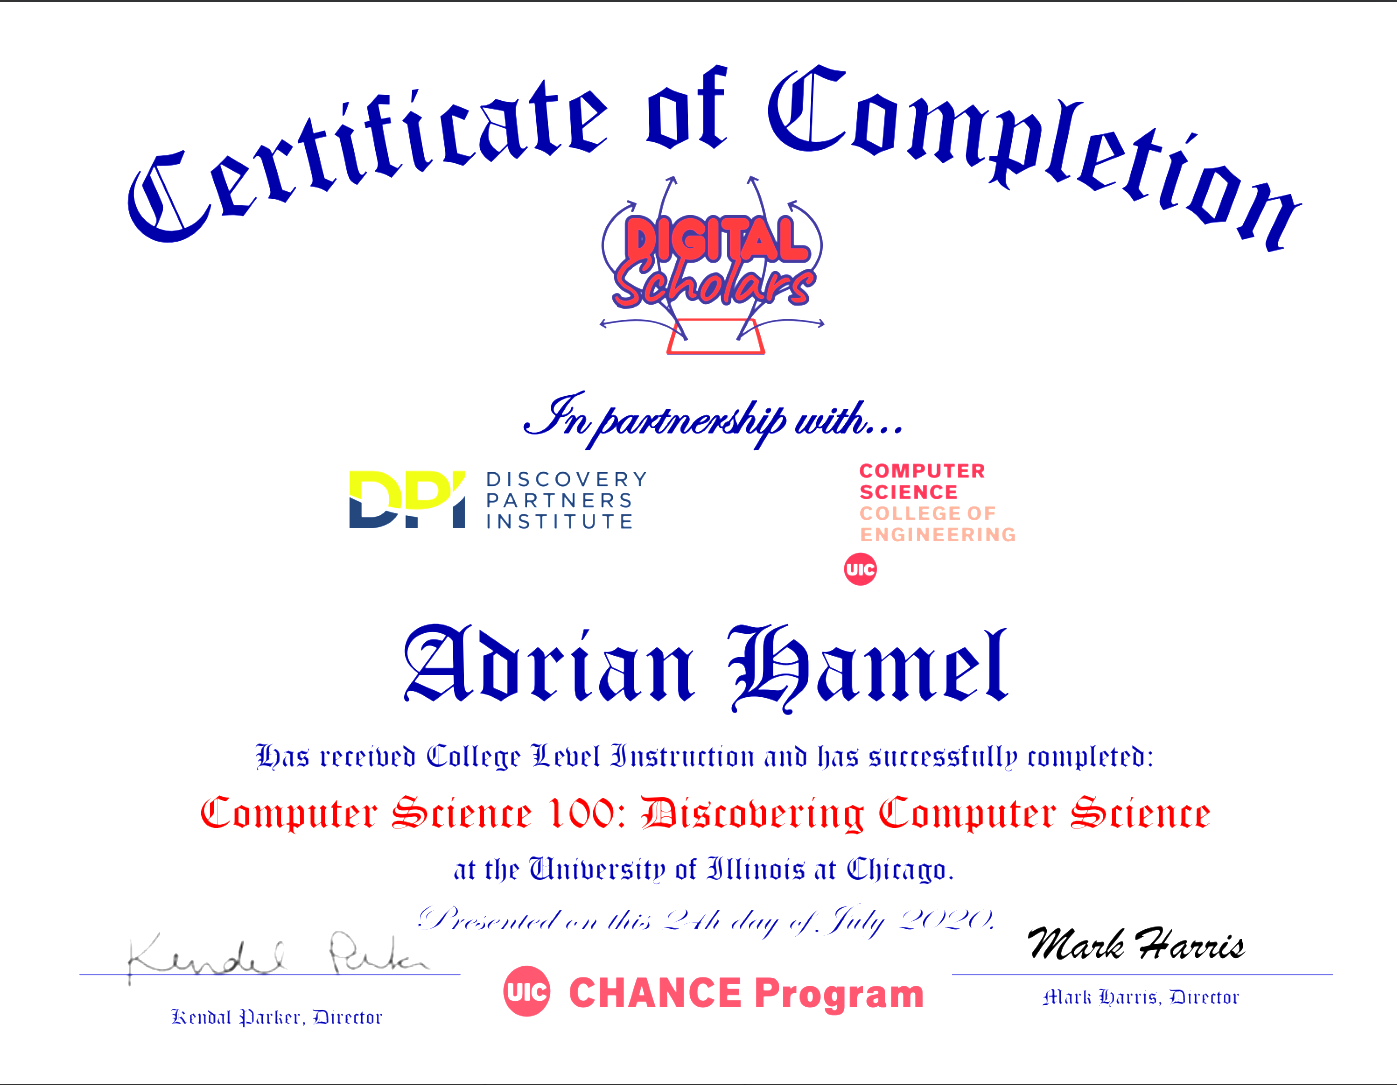 Certificate of Completion
DIGITAL
Scholars
In partnership with...
DPI
DISCOVERY
PARTNERS
INSTITUTE
COMPUTER
SCIENCE
COLLEGE OF
ENGINEERING
UIC
Adrian Hamel
Has received College Level Instruction and has successfully completed:
Computer Science 100: Discovering Computer Science
at the University of Illinois at Chicago.
Presented on this 24h day of July 2020.
Kendel Parker
Kendal Parker, Director
UIC CHANCE Program
Mark Harris
Mark Harris, Director